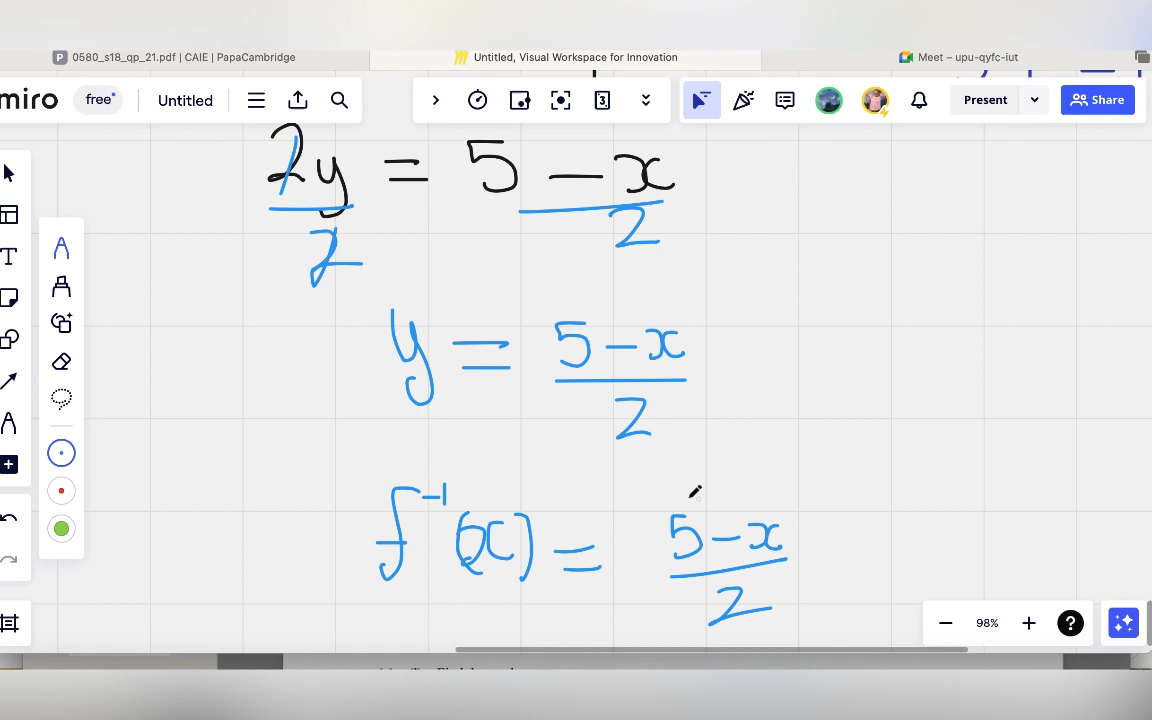 0580_s18_qp_21.pdf | CAIE | PapaCambridge
Untitled, Visual Workspace for Innovation
Meet – upu-qyfc-iut
miro free Untitled
3
Present
Share
2y = 5 – x
2 2
y = 5 – x
2
f⁻¹(x) = 5 – x
2
98%
?